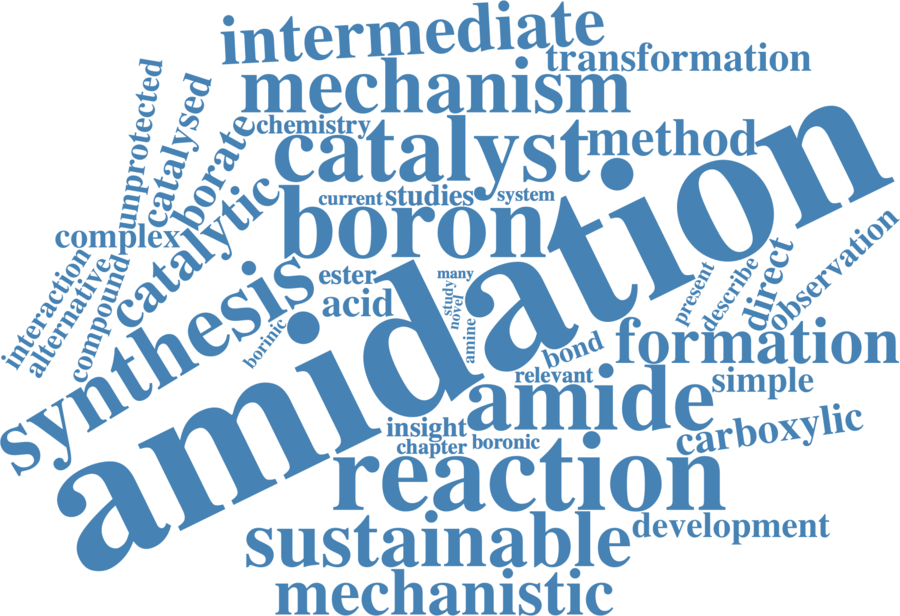 intermediate
transformation
mechanism
unprotected
catalysed
borate
chemistry
catalyst
method
catalytic
current
studies
system
boron
complex
amidation
interaction
alternative
compound
synthesis
ester
many
acid
study
novel
amine
borinic
present
describe
direct
observation
bond
formation
relevant
amide
simple
insight
carboxylic
chapter
boronic
reaction
sustainable
development
mechanistic